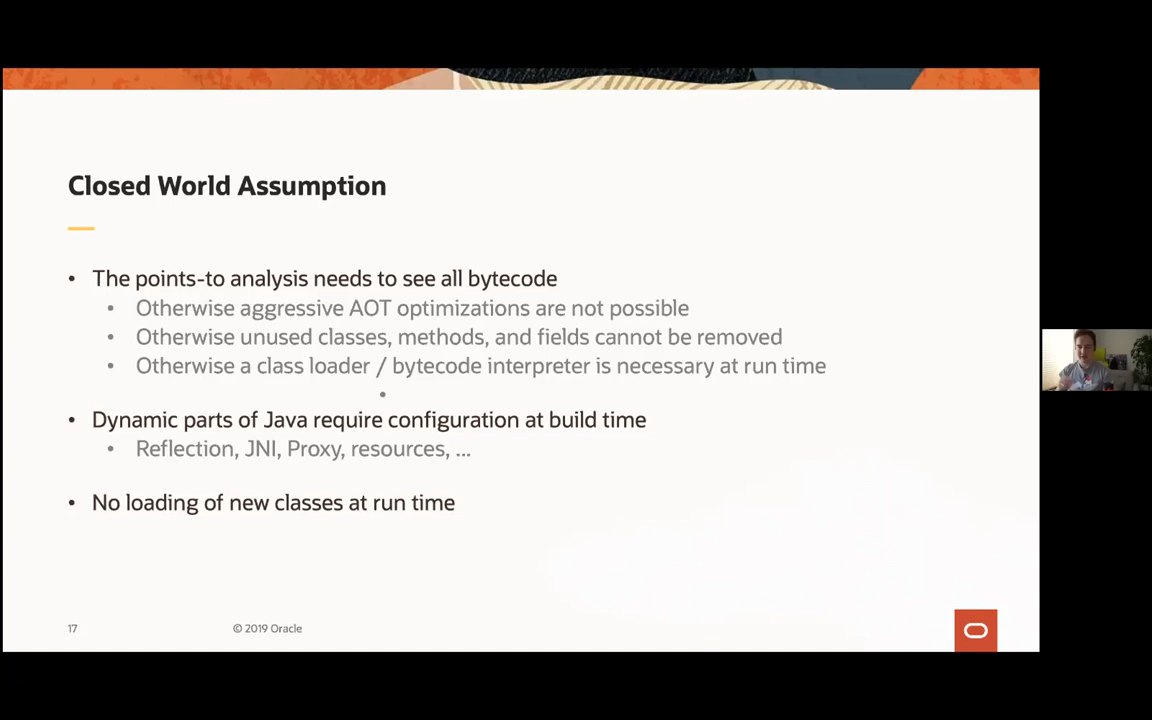 Closed World Assumption
• The points-to analysis needs to see all bytecode
• Otherwise aggressive AOT optimizations are not possible
• Otherwise unused classes, methods, and fields cannot be removed
• Otherwise a class loader / bytecode interpreter is necessary at run time
•
• Dynamic parts of Java require configuration at build time
• Reflection, JNI, Proxy, resources, ...
• No loading of new classes at run time
17 © 2019 Oracle